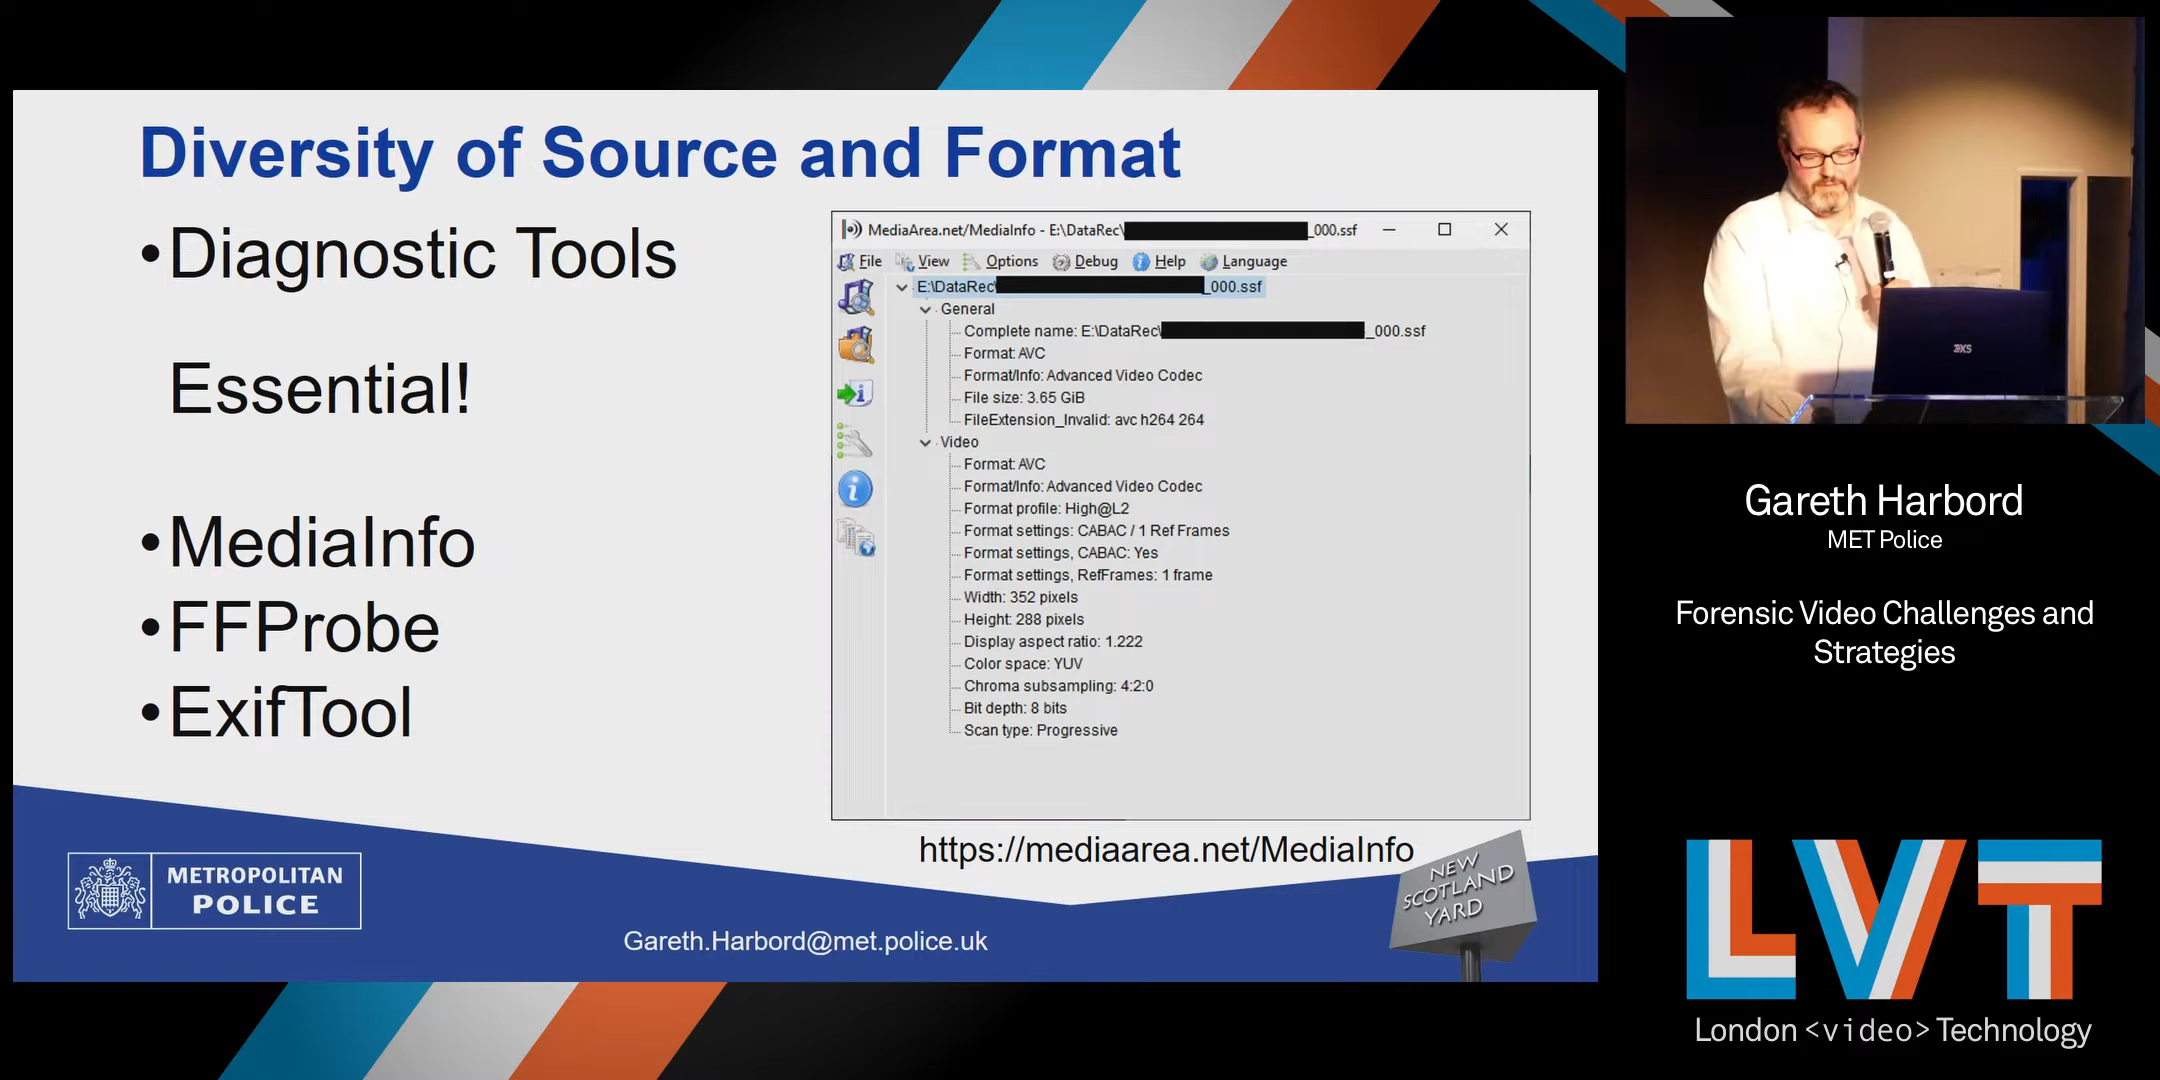 Diversity of Source and Format
•Diagnostic Tools
Essential!
•MediaInfo
•FFProbe
•ExifTool
MediaArea.net/MediaInfo - E:\DataRec\ _000.ssf
File View Options Debug Help Language
E:\DataRec\ _000.ssf
General
Complete name: E:\DataRec\ _000.ssf
Format: AVC
Format/Info: Advanced Video Codec
File size: 3.65 GiB
FileExtension_Invalid: avc h264 264
Video
Format: AVC
Format/Info: Advanced Video Codec
Format profile: High@L2
Format settings: CABAC / 1 Ref Frames
Format settings, CABAC: Yes
Format settings, RefFrames: 1 frame
Width: 352 pixels
Height: 288 pixels
Display aspect ratio: 1.222
Color space: YUV
Chroma subsampling: 4:2:0
Bit depth: 8 bits
Scan type: Progressive
https://mediaarea.net/MediaInfo
METROPOLITAN
POLICE
Gareth.Harbord@met.police.uk
NEW
SCOTLAND
YARD
Gareth Harbord
MET Police
Forensic Video Challenges and
Strategies
LVT
London <video> Technology